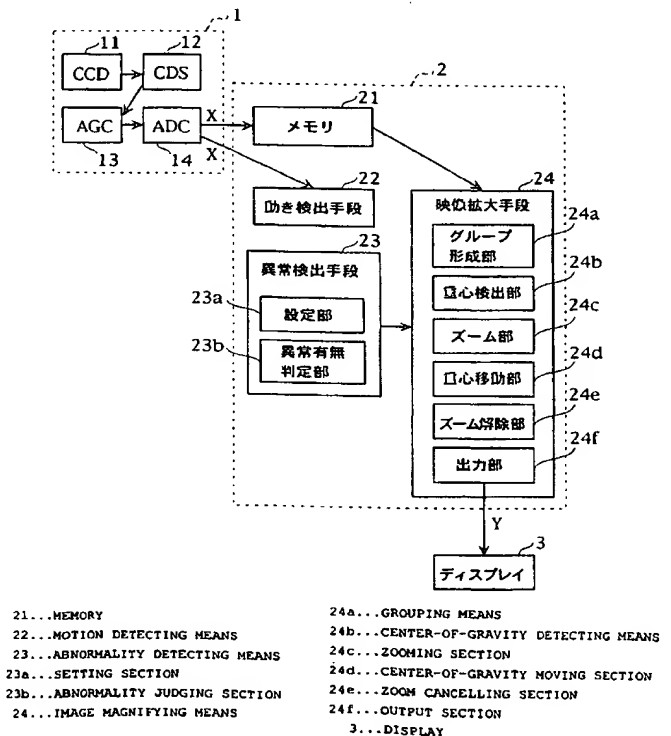 1
11
12
CCD
CDS
2
21
AGC
ADC
X
メモリ
13
14
X
22
24
動き検出手段
映像拡大手段
24a
23
グループ
形成部
24b
異常検出手段
重心検出部
23a
24c
設定部
ズーム部
23b
24d
異常有無
判定部
重心移動部
24e
ズーム解除部
24f
出力部
Y
3
ディスプレイ
21...MEMORY
22...MOTION DETECTING MEANS
23...ABNORMALITY DETECTING MEANS
23a...SETTING SECTION
23b...ABNORMALITY JUDGING SECTION
24...IMAGE MAGNIFYING MEANS
24a...GROUPING MEANS
24b...CENTER-OF-GRAVITY DETECTING MEANS
24c...ZOOMING SECTION
24d...CENTER-OF-GRAVITY MOVING SECTION
24e...ZOOM CANCELLING SECTION
24f...OUTPUT SECTION
3...DISPLAY